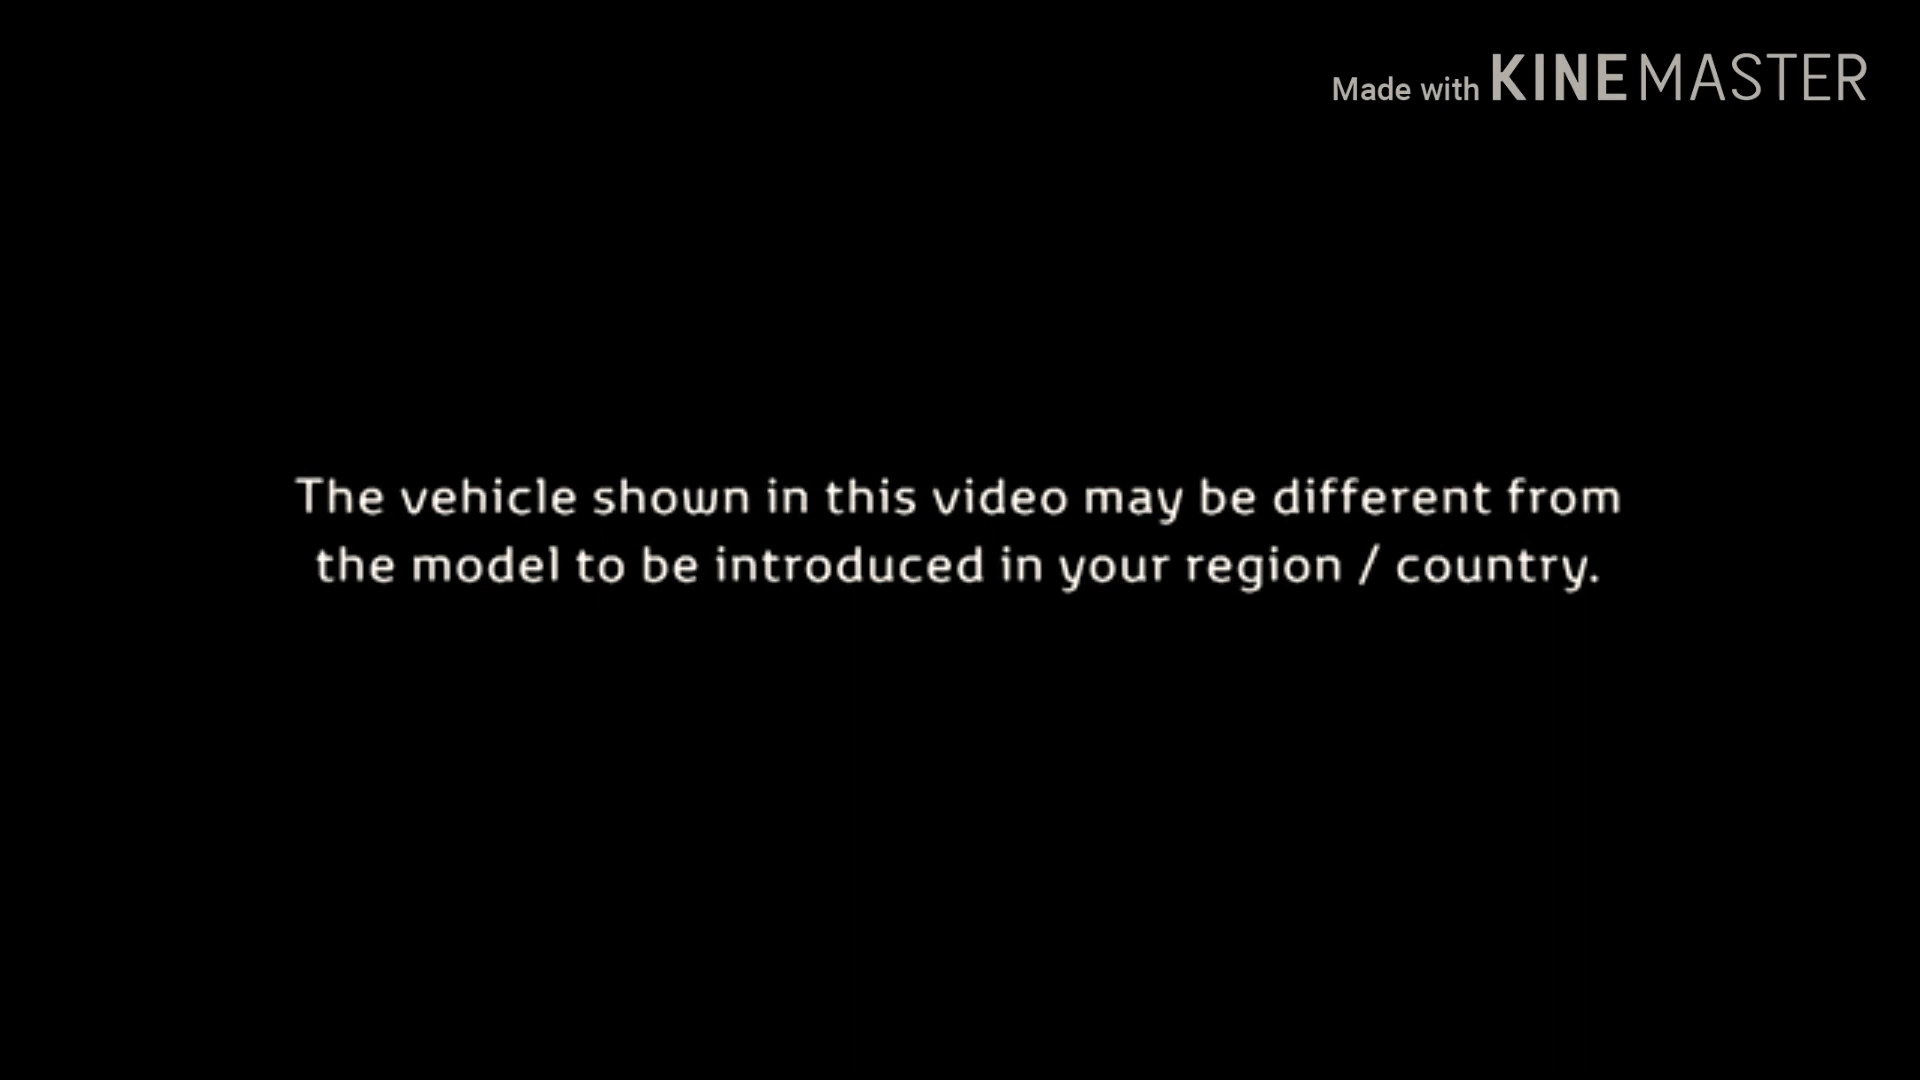 Made with KINEMASTER
The vehicle shown in this video may be different from
the model to be introduced in your region / country.